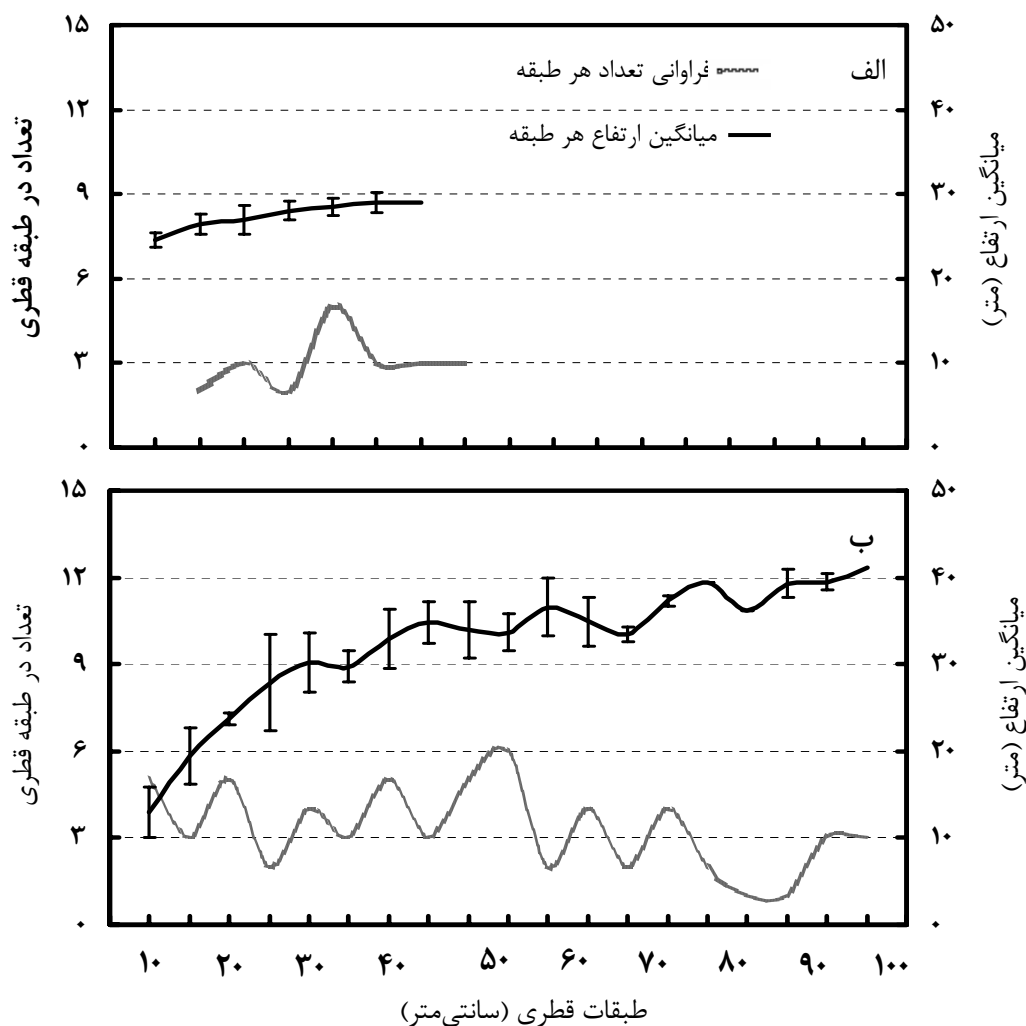 الف
فراوانی تعداد هر طبقه
میانگین ارتفاع هر طبقه
تعداد در طبقه قطری
۱۵
۱۲
۹
۶
۳
۰
میانگین ارتفاع (متر)
۵۰
۴۰
۳۰
۲۰
۱۰
۰
ب
تعداد در طبقه قطری
۱۵
۱۲
۹
۶
۳
۰
میانگین ارتفاع (متر)
۵۰
۴۰
۳۰
۲۰
۱۰
۰
۱۰ ۲۰ ۳۰ ۴۰ ۵۰ ۶۰ ۷۰ ۸۰ ۹۰ ۱۰۰
طبقات قطری (سانتی‌متر)